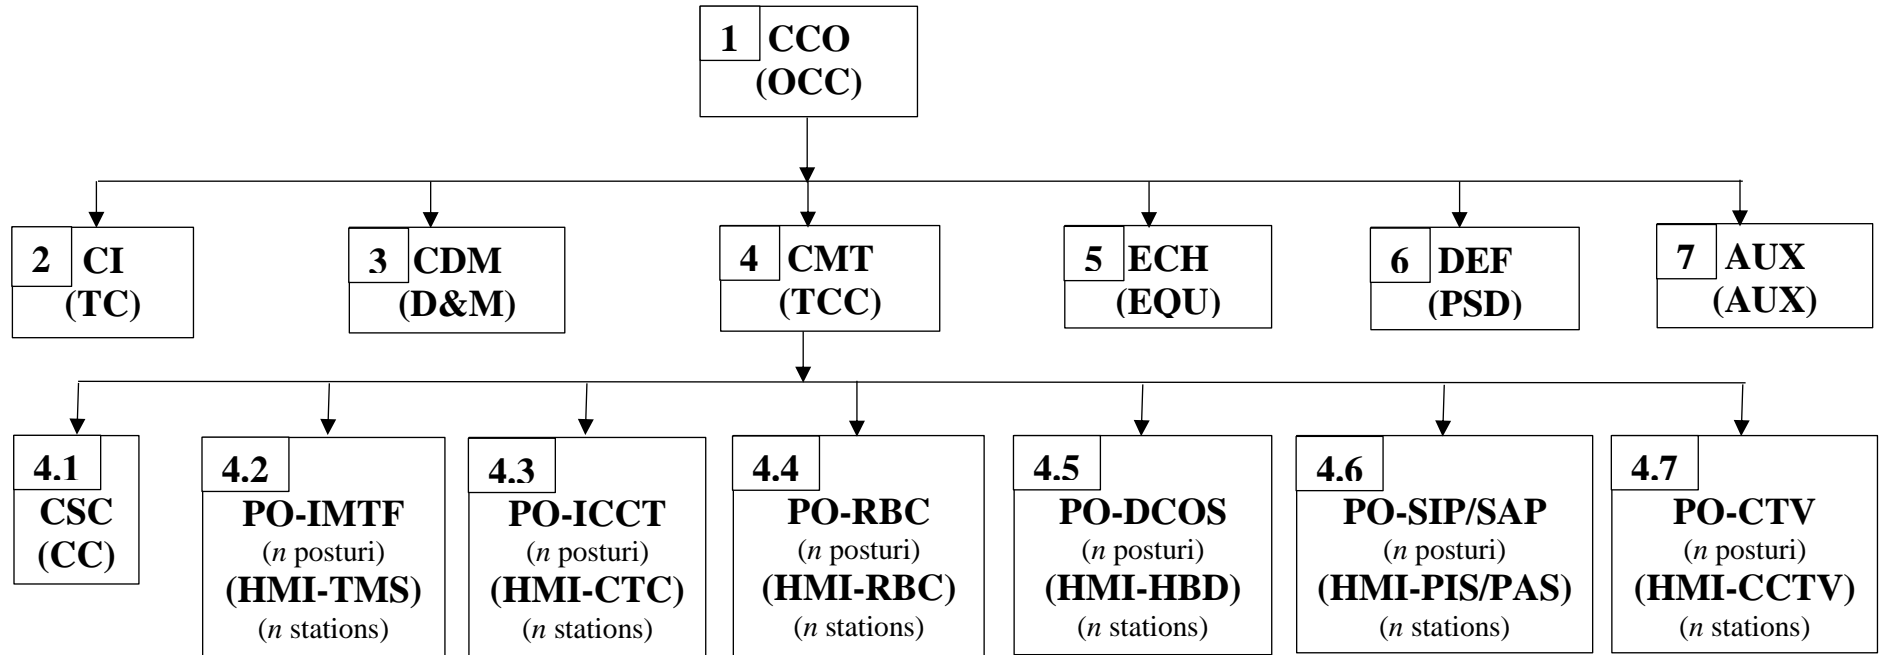 1 CCO
(OCC)
2 CI
(TC)
3 CDM
(D&M)
4 CMT
(TCC)
5 ECH
(EQU)
6 DEF
(PSD)
7 AUX
(AUX)
4.1
CSC
(CC)
4.2
PO-IMTF
(n posturi)
(HMI-TMS)
(n stations)
4.3
PO-ICCT
(n posturi)
(HMI-CTC)
(n stations)
4.4
PO-RBC
(n posturi)
(HMI-RBC)
(n stations)
4.5
PO-DCOS
(n posturi)
(HMI-HBD)
(n stations)
4.6
PO-SIP/SAP
(n posturi)
(HMI-PIS/PAS)
(n stations)
4.7
PO-CTV
(n posturi)
(HMI-CCTV)
(n stations)